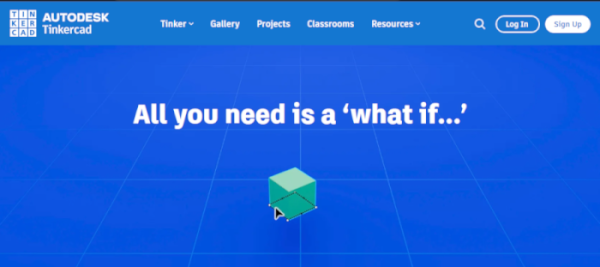 TIN
KER
CAD
AUTODESK
Tinkercad
Tinker
Gallery
Projects
Classrooms
Resources
Log In
Sign Up
All you need is a ‘what if...’